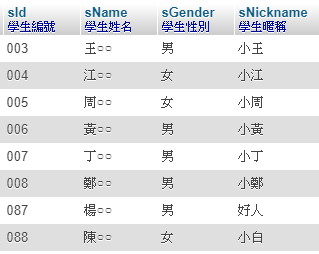 sId sName sGender sNickname
學生編號 學生姓名 學生性別 學生暱稱
003 王○○ 男 小王
004 江○○ 女 小江
005 周○○ 女 小周
006 黃○○ 男 小黃
007 丁○○ 男 小丁
008 鄭○○ 男 小鄭
087 楊○○ 男 好人
088 陳○○ 女 小白